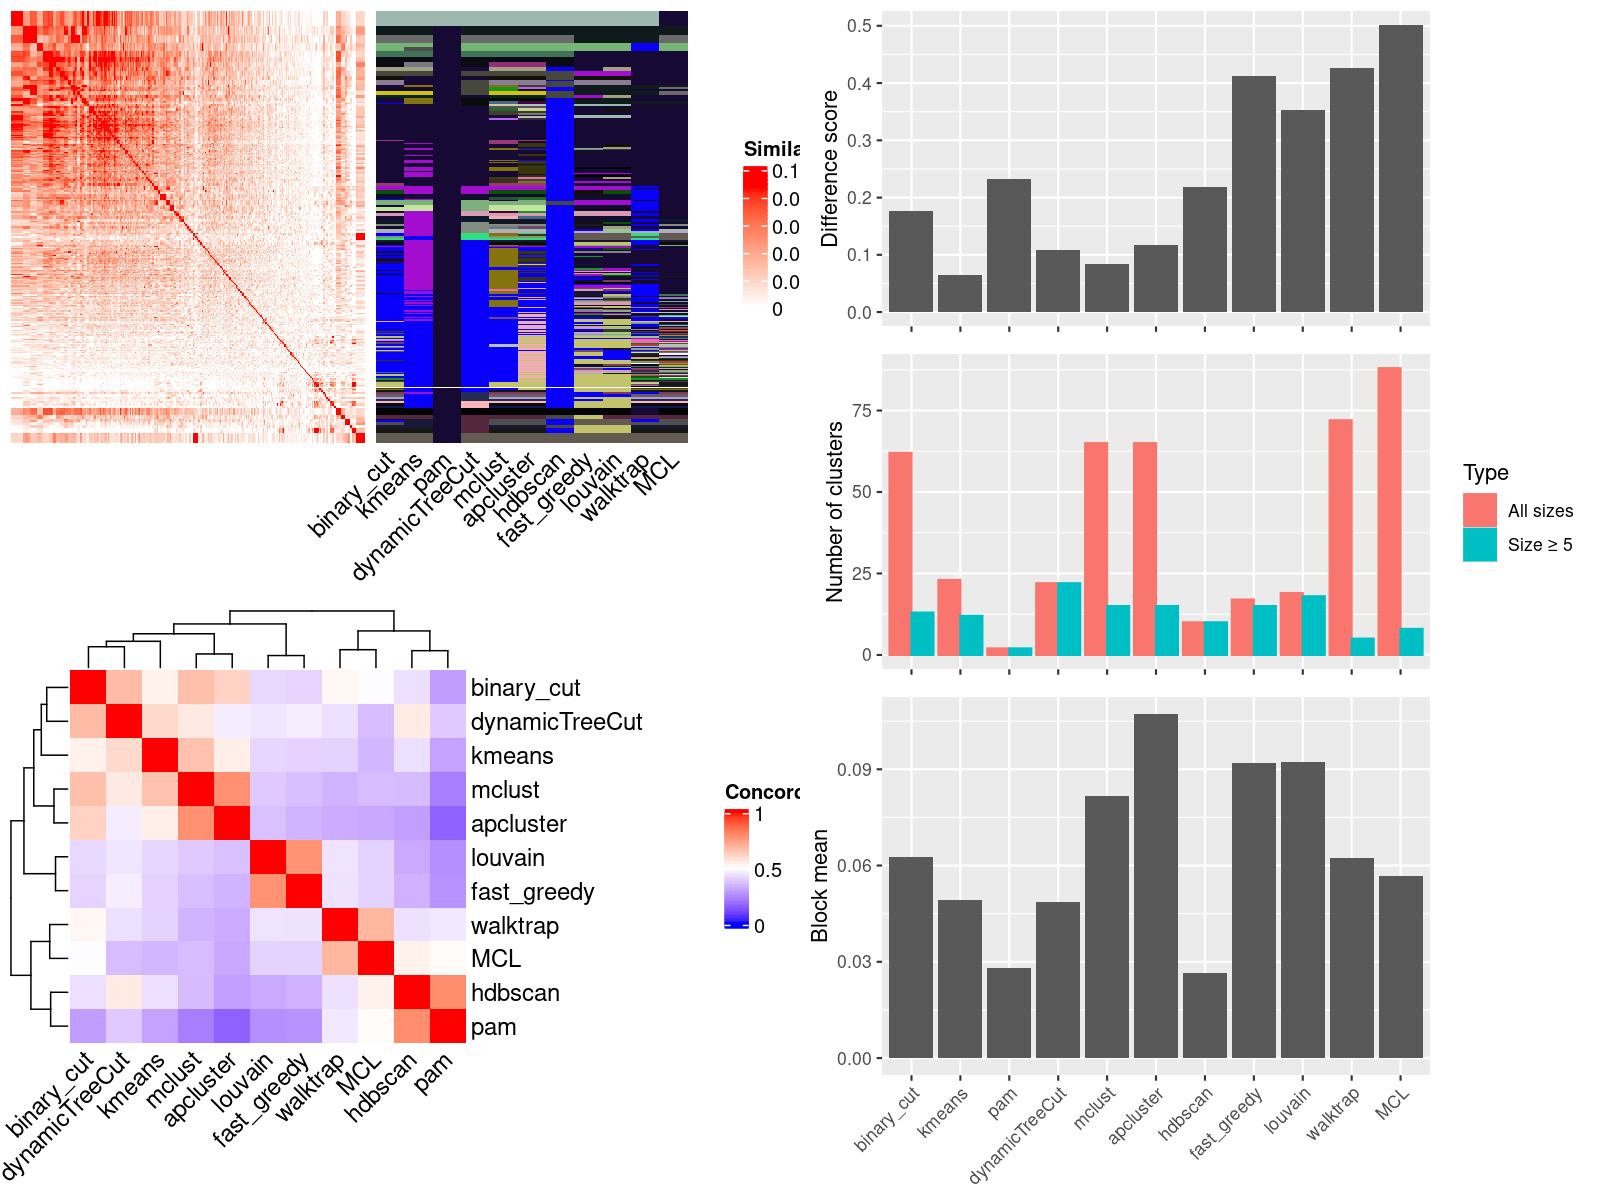 Simila
0.1
0.0
0.0
0.0
0.0
0
binary_cut
kmeans
pam
dynamicTreeCut
mclust
apcluster
hdbscan
fast_greedy
louvain
walktrap
MCL
binary_cut
dynamicTreeCut
kmeans
mclust
apcluster
louvain
fast_greedy
walktrap
MCL
hdbscan
pam
Concord
1
0.5
0
binary_cut
dynamicTreeCut
kmeans
mclust
apcluster
louvain
fast_greedy
walktrap
MCL
hdbscan
pam
Difference score
0.5
0.4
0.3
0.2
0.1
0.0
Number of clusters
75
50
25
0
Type
All sizes
Size ≥ 5
Block mean
0.09
0.06
0.03
0.00
binary_cut
kmeans
pam
dynamicTreeCut
mclust
apcluster
hdbscan
fast_greedy
louvain
walktrap
MCL